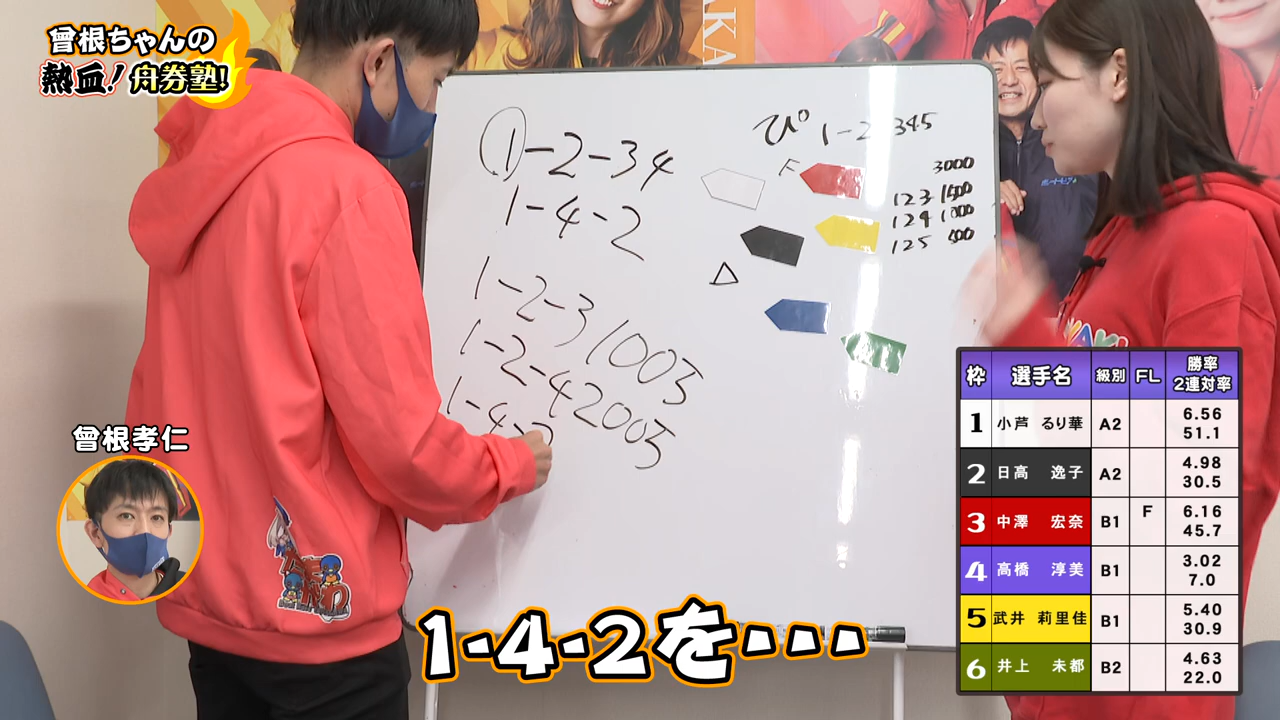 曾根ちゃんの
熱血!舟券塾!
AKA
①-2-34
1-4-2
1-2-3 1003
1-2-4 2003
1-4-2
ぴ 1-2-345
F
3000
123 1500
124 1000
125 500
△
曾根孝仁
1-4-2を・・・
枠 選手名 級別 FL 勝率 2連対率
1 小芦 るり華 A2 6.56 51.1
2 日高 逸子 A2 4.98 30.5
3 中澤 宏奈 B1 F 6.16 45.7
4 高橋 淳美 B1 3.02 7.0
5 武井 莉里佳 B1 5.40 30.9
6 井上 未都 B2 4.63 22.0